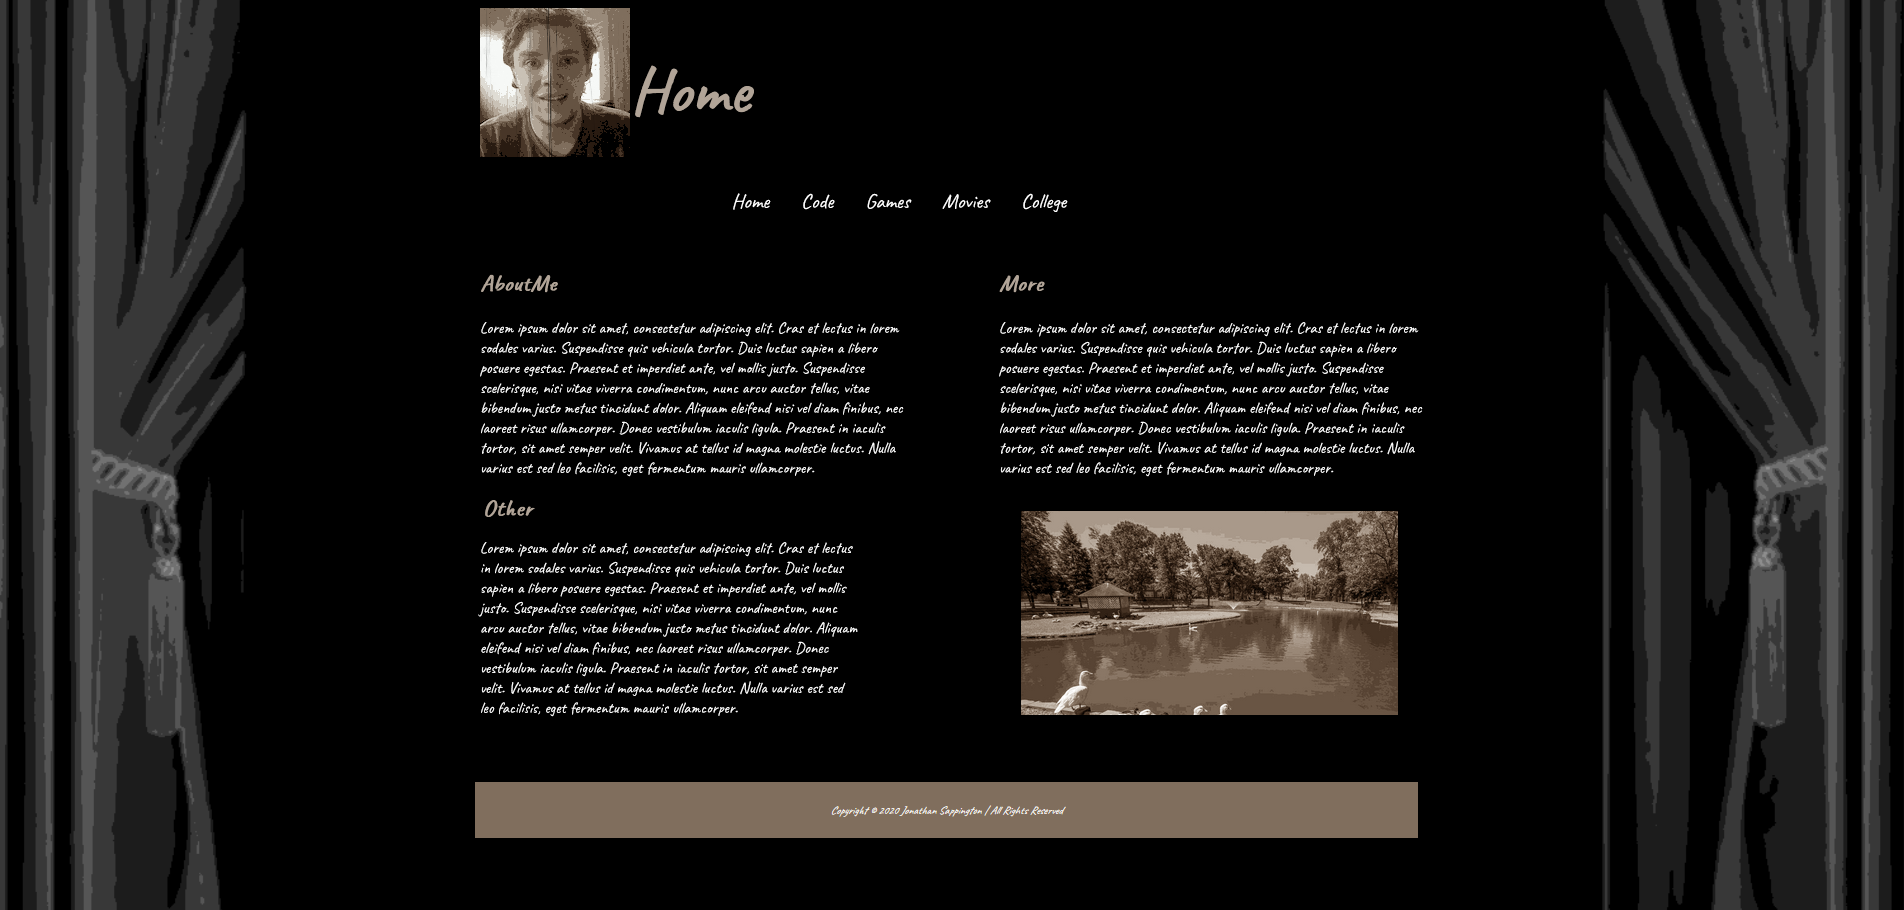 Home
Home Code Games Movies College
AboutMe
Lorem ipsum dolor sit amet, consectetur adipiscing elit. Cras et lectus in lorem
sodales varius. Suspendisse quis vehicula tortor. Duis luctus sapien a libero
posuere egestas. Praesent et imperdiet ante, vel mollis justo. Suspendisse
scelerisque, nisi vitae viverra condimentum, nunc arcu auctor tellus, vitae
bibendum justo metus tincidunt dolor. Aliquam eleifend nisi vel diam finibus, nec
laoreet risus ullamcorper. Donec vestibulum iaculis ligula. Praesent in iaculis
tortor, sit amet semper velit. Vivamus at tellus id magna molestie luctus. Nulla
varius est sed leo facilisis, eget fermentum mauris ullamcorper.
More
Lorem ipsum dolor sit amet, consectetur adipiscing elit. Cras et lectus in lorem
sodales varius. Suspendisse quis vehicula tortor. Duis luctus sapien a libero
posuere egestas. Praesent et imperdiet ante, vel mollis justo. Suspendisse
scelerisque, nisi vitae viverra condimentum, nunc arcu auctor tellus, vitae
bibendum justo metus tincidunt dolor. Aliquam eleifend nisi vel diam finibus, nec
laoreet risus ullamcorper. Donec vestibulum iaculis ligula. Praesent in iaculis
tortor, sit amet semper velit. Vivamus at tellus id magna molestie luctus. Nulla
varius est sed leo facilisis, eget fermentum mauris ullamcorper.
Other
Lorem ipsum dolor sit amet, consectetur adipiscing elit. Cras et lectus
in lorem sodales varius. Suspendisse quis vehicula tortor. Duis luctus
sapien a libero posuere egestas. Praesent et imperdiet ante, vel mollis
justo. Suspendisse scelerisque, nisi vitae viverra condimentum, nunc
arcu auctor tellus, vitae bibendum justo metus tincidunt dolor. Aliquam
eleifend nisi vel diam finibus, nec laoreet risus ullamcorper. Donec
vestibulum iaculis ligula. Praesent in iaculis tortor, sit amet semper
velit. Vivamus at tellus id magna molestie luctus. Nulla varius est sed
leo facilisis, eget fermentum mauris ullamcorper.
Copyright © 2020 Jonathan Sappington | All Rights Reserved